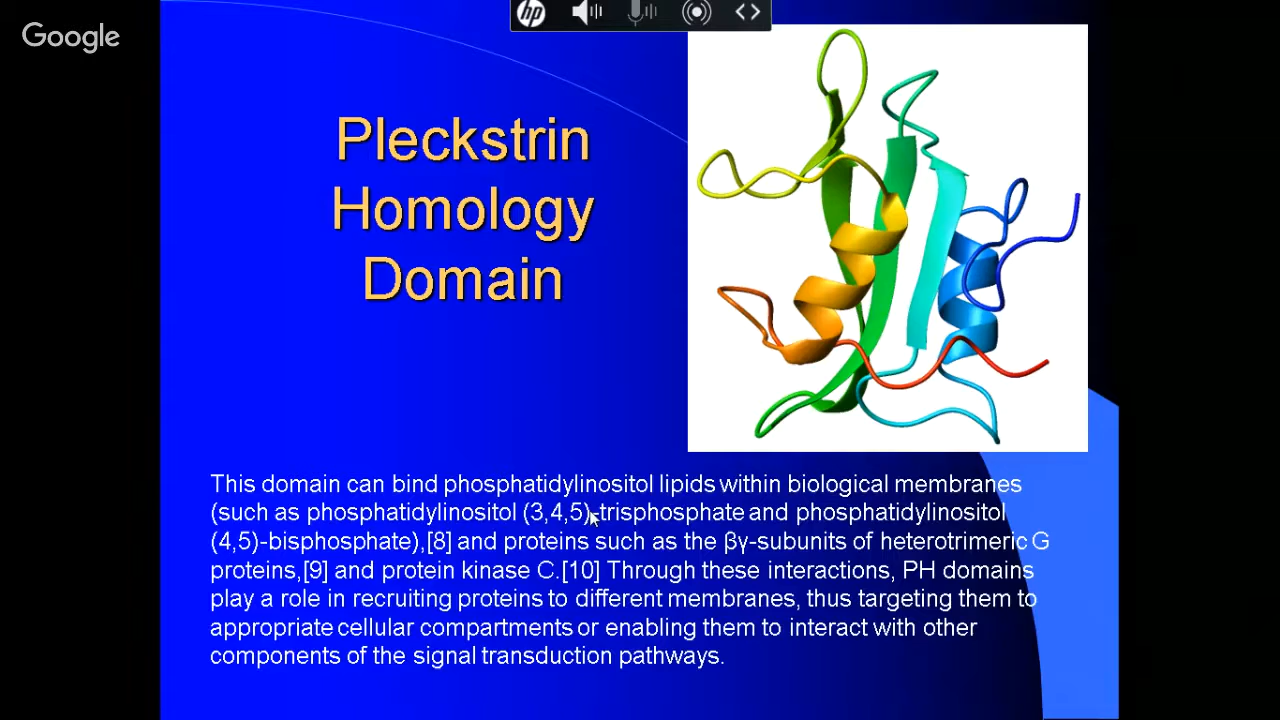 Google
hp
Pleckstrin
Homology
Domain
This domain can bind phosphatidylinositol lipids within biological membranes
(such as phosphatidylinositol (3,4,5)-trisphosphate and phosphatidylinositol
(4,5)-bisphosphate),[8] and proteins such as the βγ-subunits of heterotrimeric G
proteins,[9] and protein kinase C.[10] Through these interactions, PH domains
play a role in recruiting proteins to different membranes, thus targeting them to
appropriate cellular compartments or enabling them to interact with other
components of the signal transduction pathways.